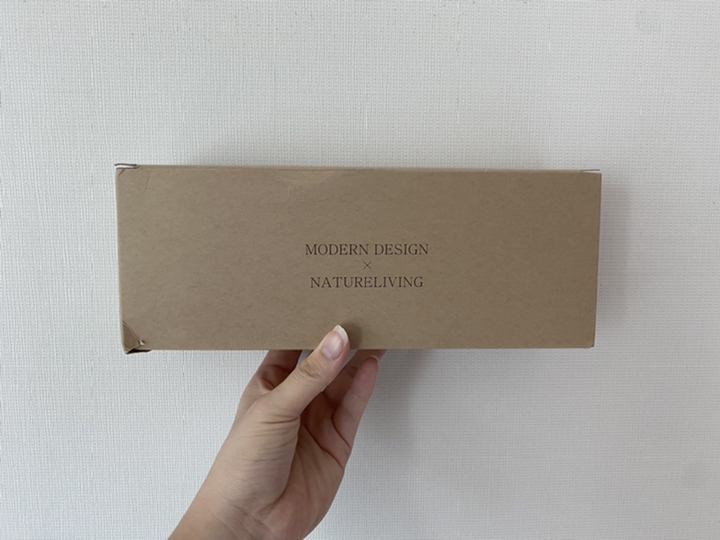 MODERN DESIGN
×
NATURELIVING